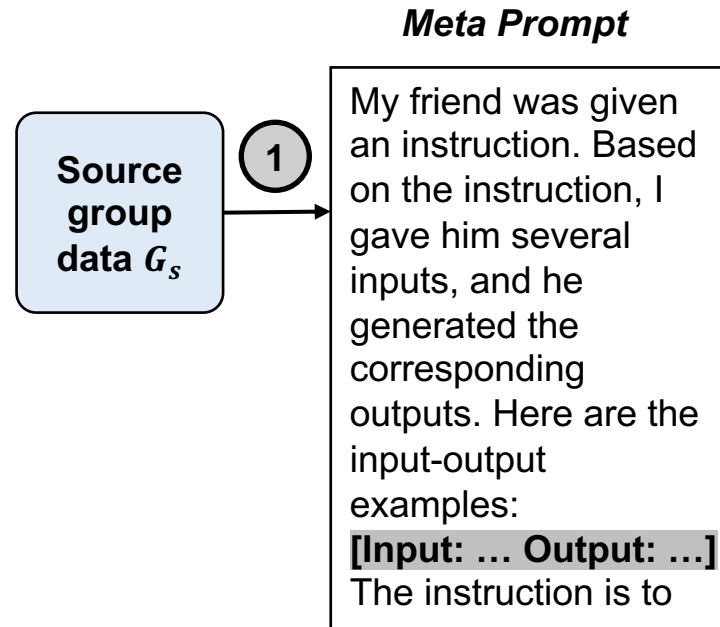 Meta Prompt
Source
group
data G_s
1
My friend was given
an instruction. Based
on the instruction, I
gave him several
inputs, and he
generated the
corresponding
outputs. Here are the
input-output
examples:
[Input: … Output: …]
The instruction is to